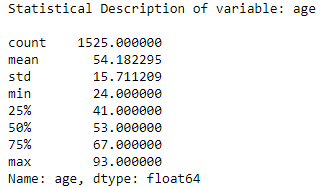 Statistical Description of variable: age
count    1525.000000
mean       54.182295
std        15.711209
min        24.000000
25%        41.000000
50%        53.000000
75%        67.000000
max        93.000000
Name: age, dtype: float64